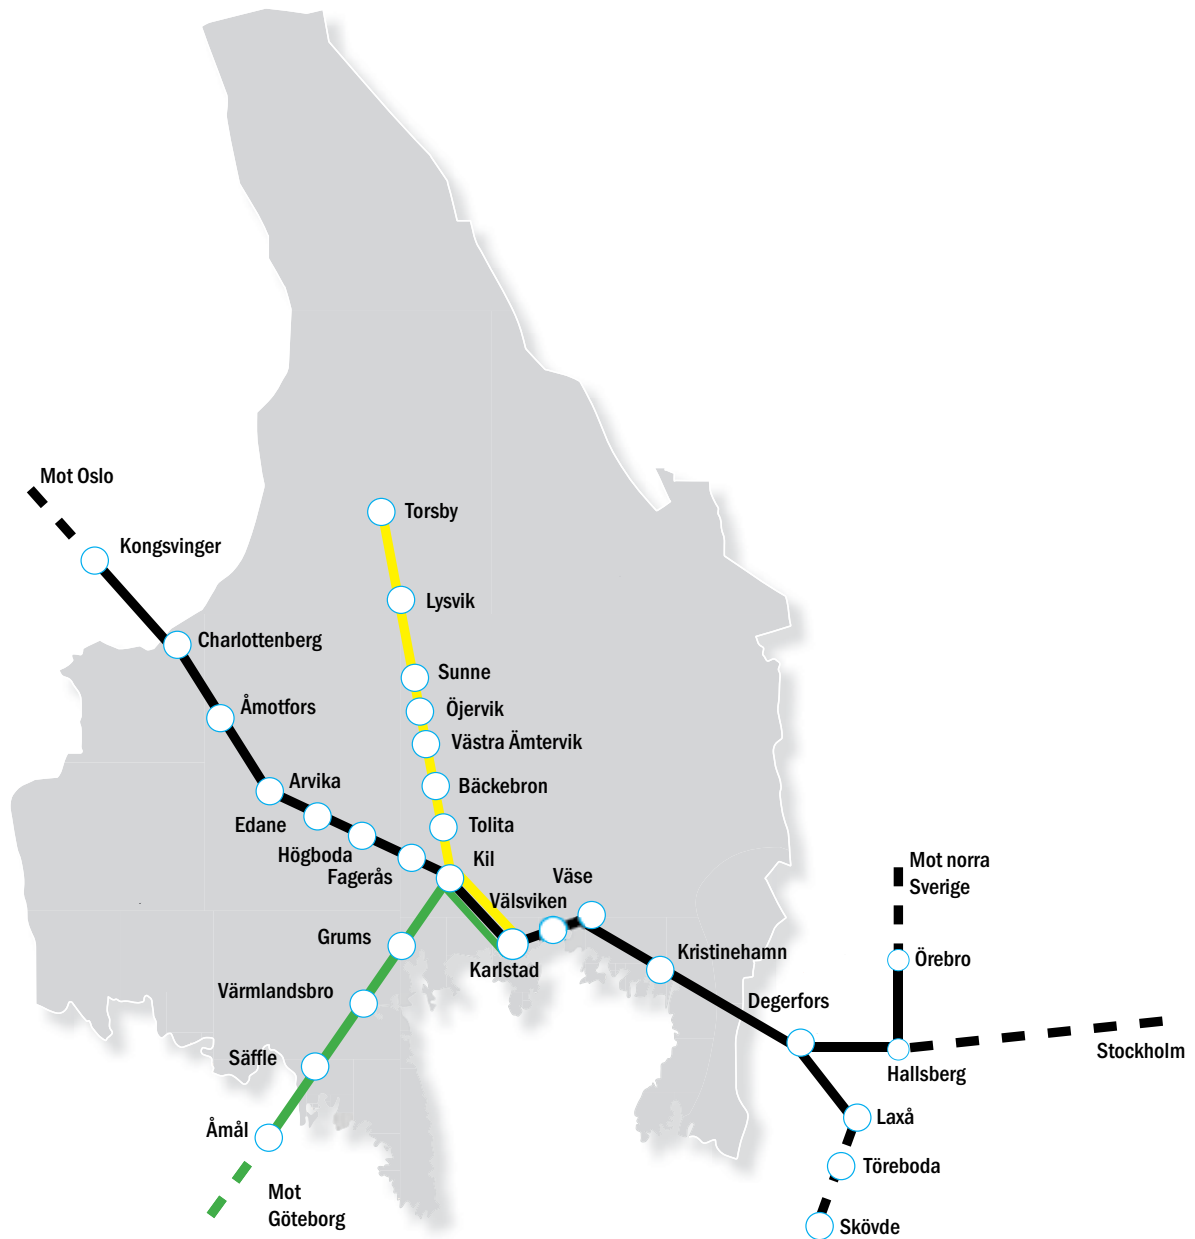 Mot Oslo
Torsby
Kongsvinger
Lysvik
Charlottenberg
Sunne
Åmotfors
Öjervik
Västra Ämtervik
Arvika
Bäckebron
Edane
Tolita
Högboda
Kil
Fagerås
Mot norra
Sverige
Väse
Välsviken
Grums
Kristinehamn
Örebro
Karlstad
Värmlandsbro
Degerfors
Stockholm
Säffle
Hallsberg
Laxå
Åmål
Töreboda
Mot
Göteborg
Skövde